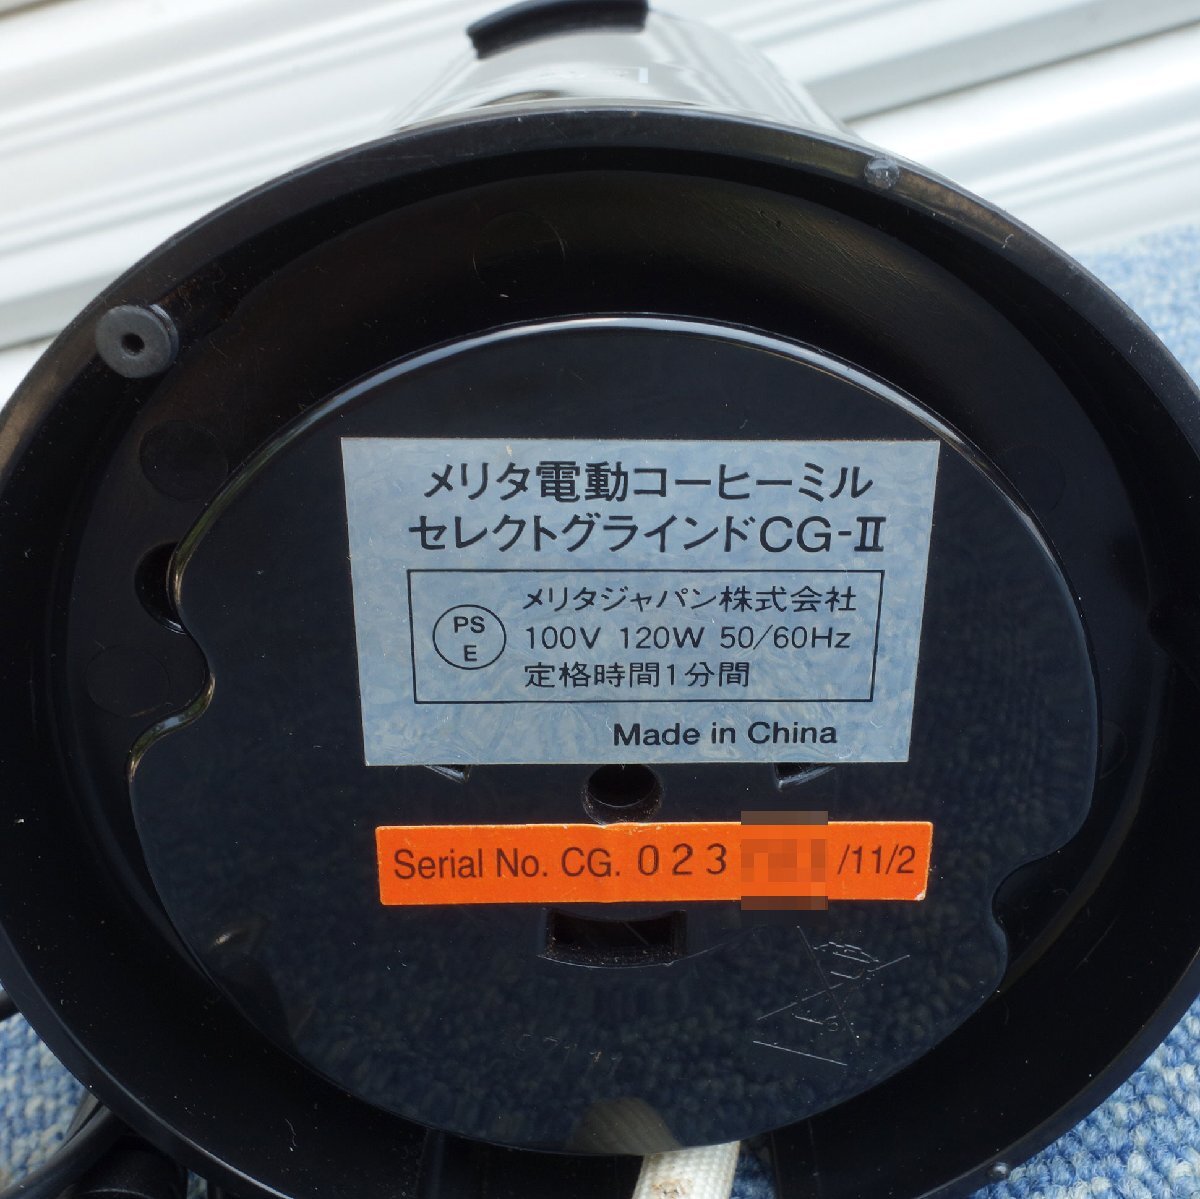 メリタ電動コーヒーミル
セレクトグラインドCG-Ⅱ
PS
E
メリタジャパン株式会社
100V 120W 50/60Hz
定格時間1分間
Made in China
Serial No. CG. 023 /11/2